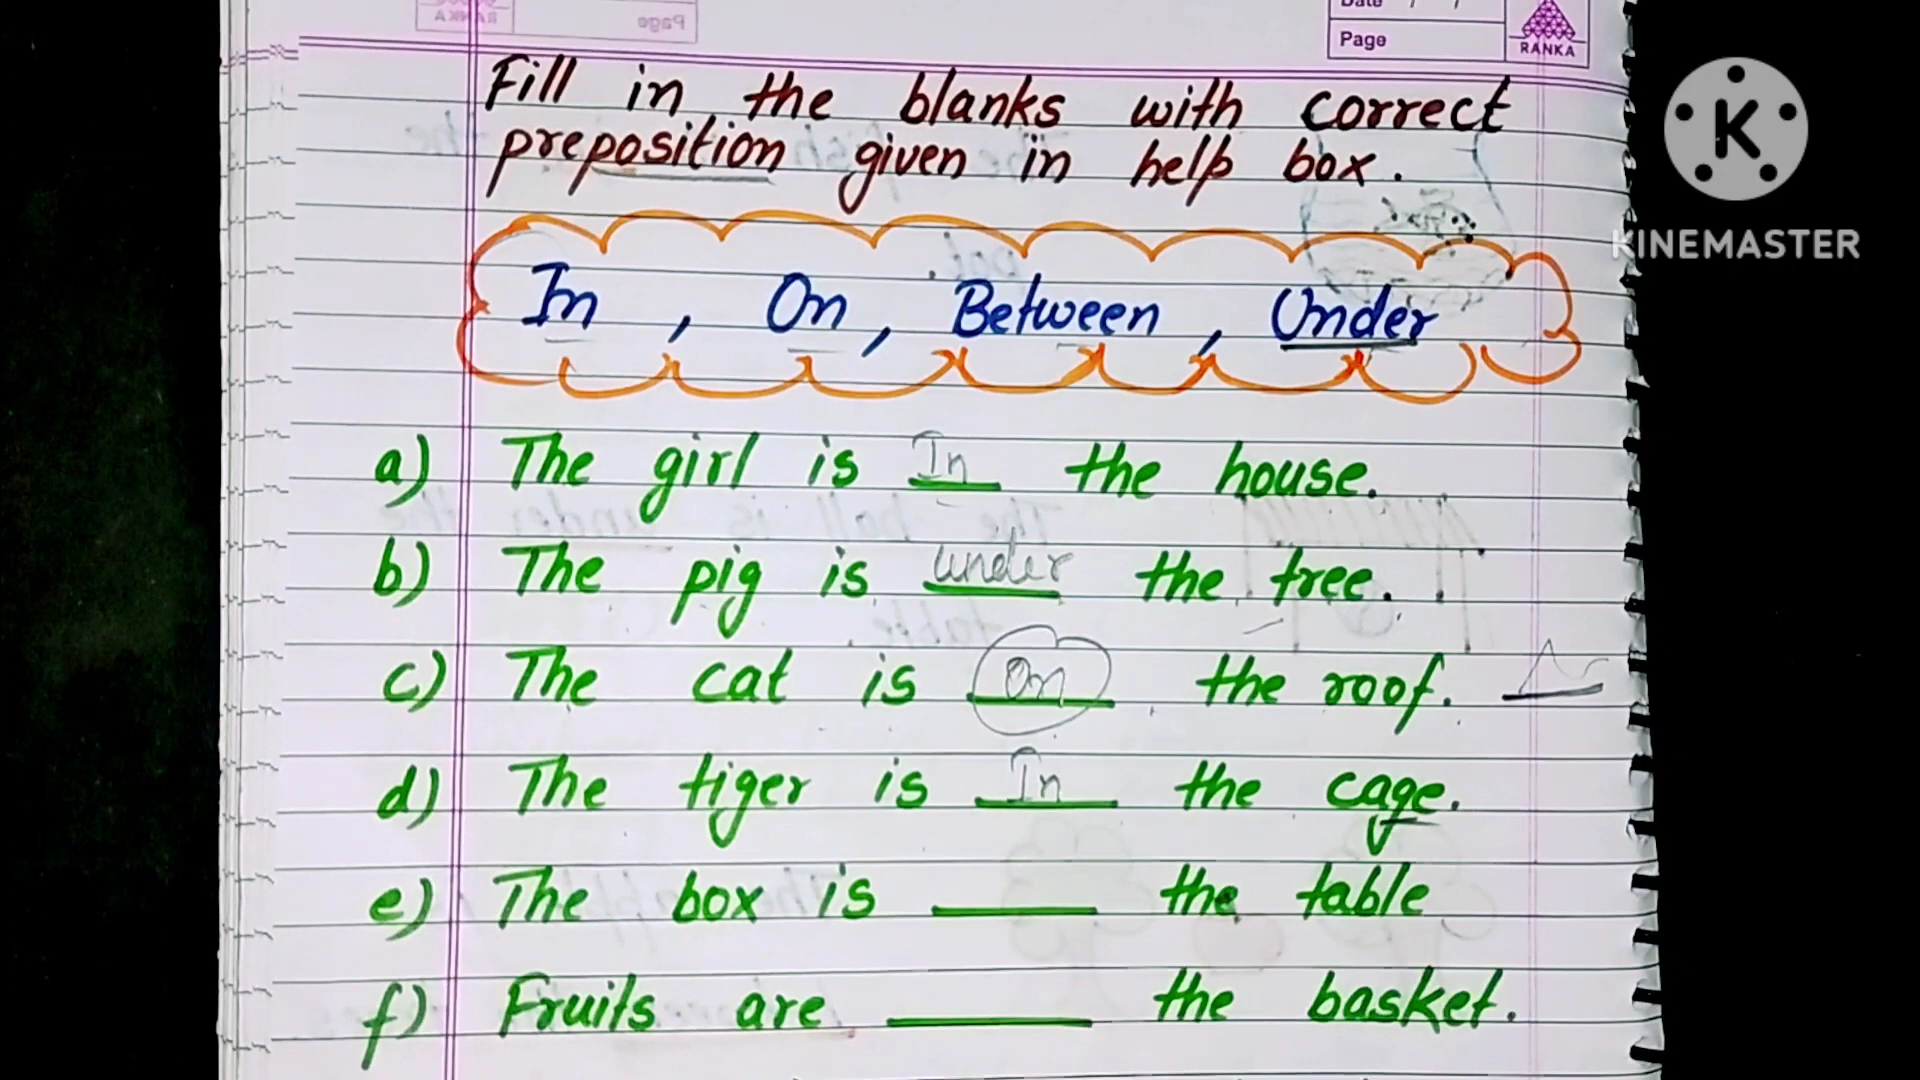 Date / /
Page
RANKA
Fill in the blanks with correct
preposition given in help box.
In , On , Between , Under
a) The girl is In the house.
b) The pig is under the tree.
c) The cat is On the roof.
d) The tiger is In the cage.
e) The box is ____ the table
f) Fruits are ____ the basket.
K
KINEMASTER